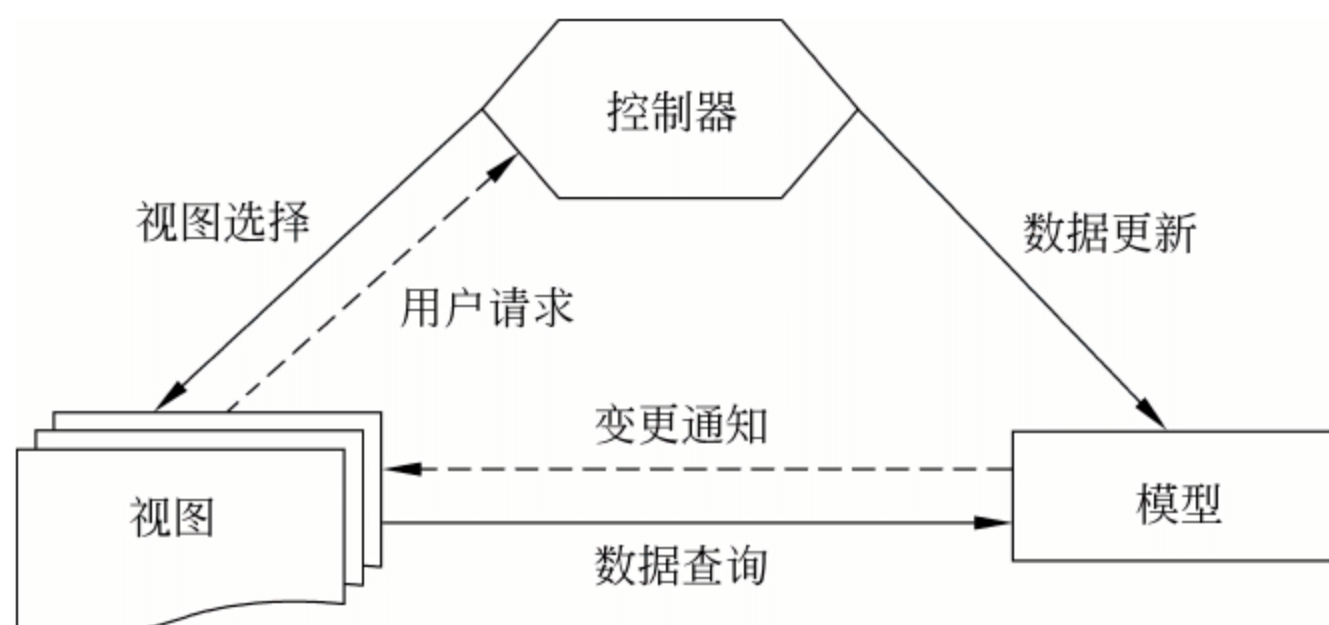 控制器
视图选择
数据更新
用户请求
变更通知
视图
模型
数据查询